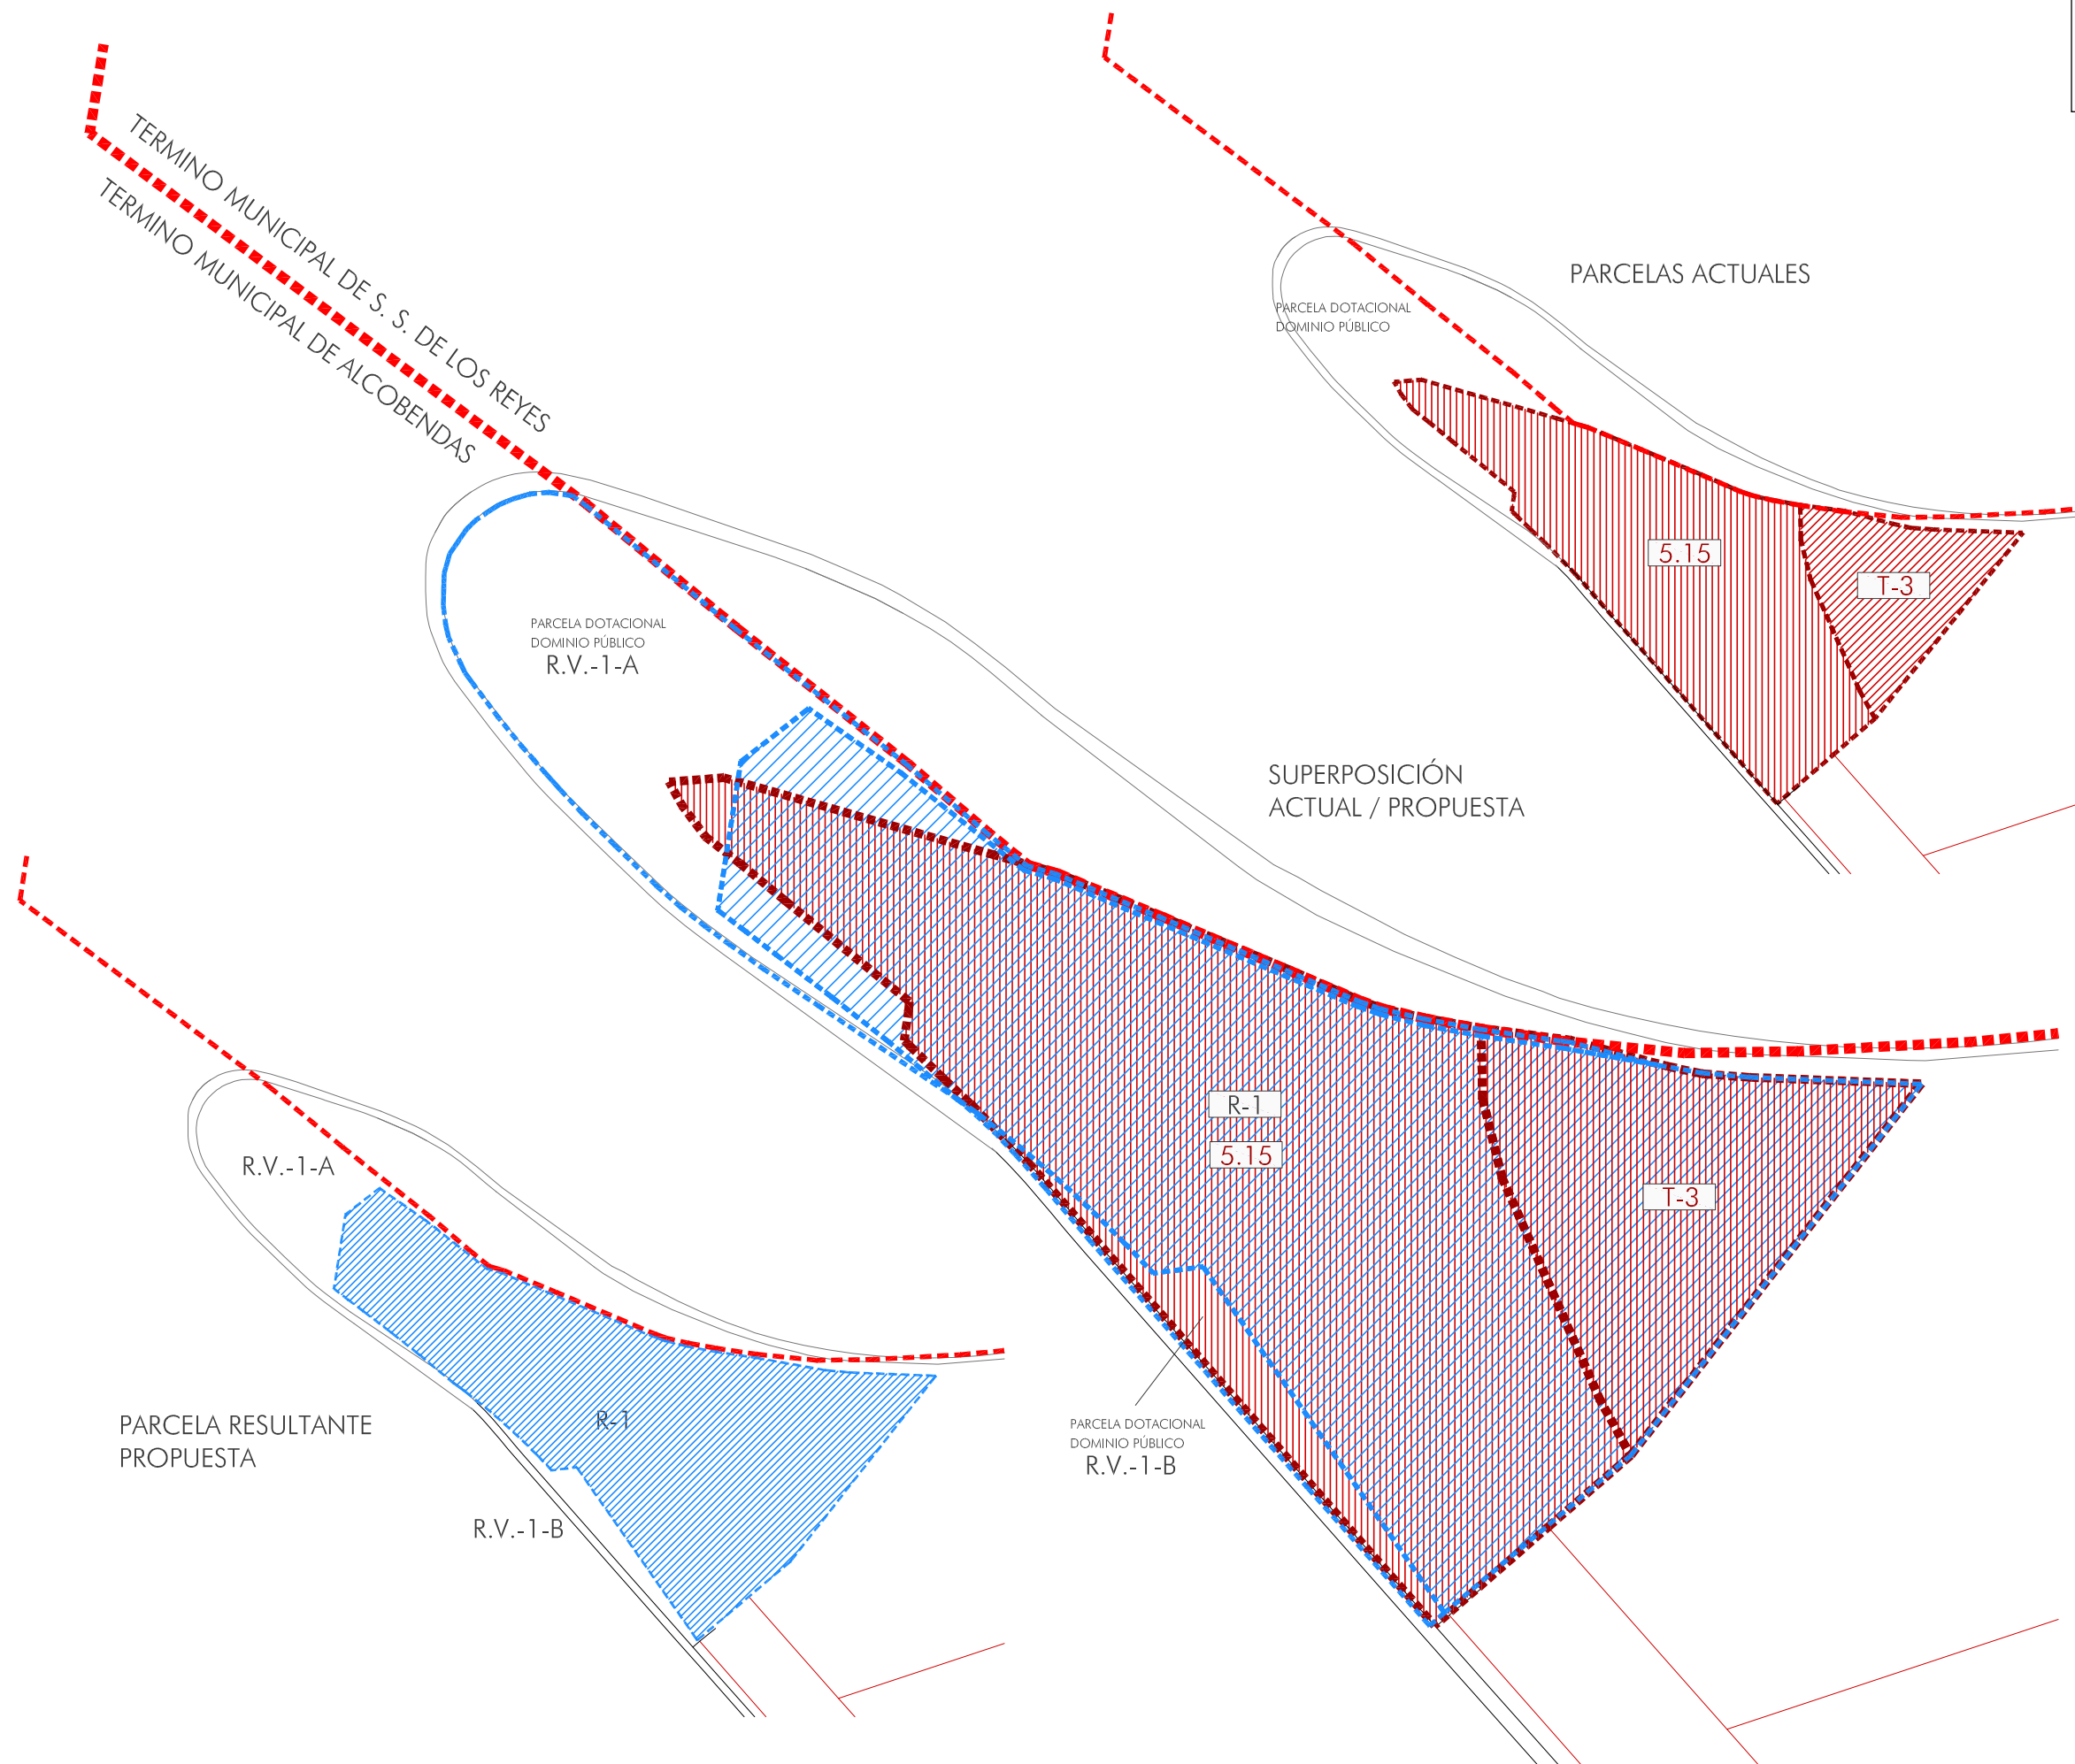 TERMINO MUNICIPAL DE S. S. DE LOS REYES
TERMINO MUNICIPAL DE ALCOBENDAS
PARCELAS ACTUALES
PARCELA DOTACIONAL
DOMINIO PÚBLICO
5.15
T-3
PARCELA DOTACIONAL
DOMINIO PÚBLICO
R.V.-1-A
SUPERPOSICIÓN
ACTUAL / PROPUESTA
R-1
5.15
T-3
PARCELA DOTACIONAL
DOMINIO PÚBLICO
R.V.-1-B
R.V.-1-A
R-1
PARCELA RESULTANTE
PROPUESTA
R.V.-1-B